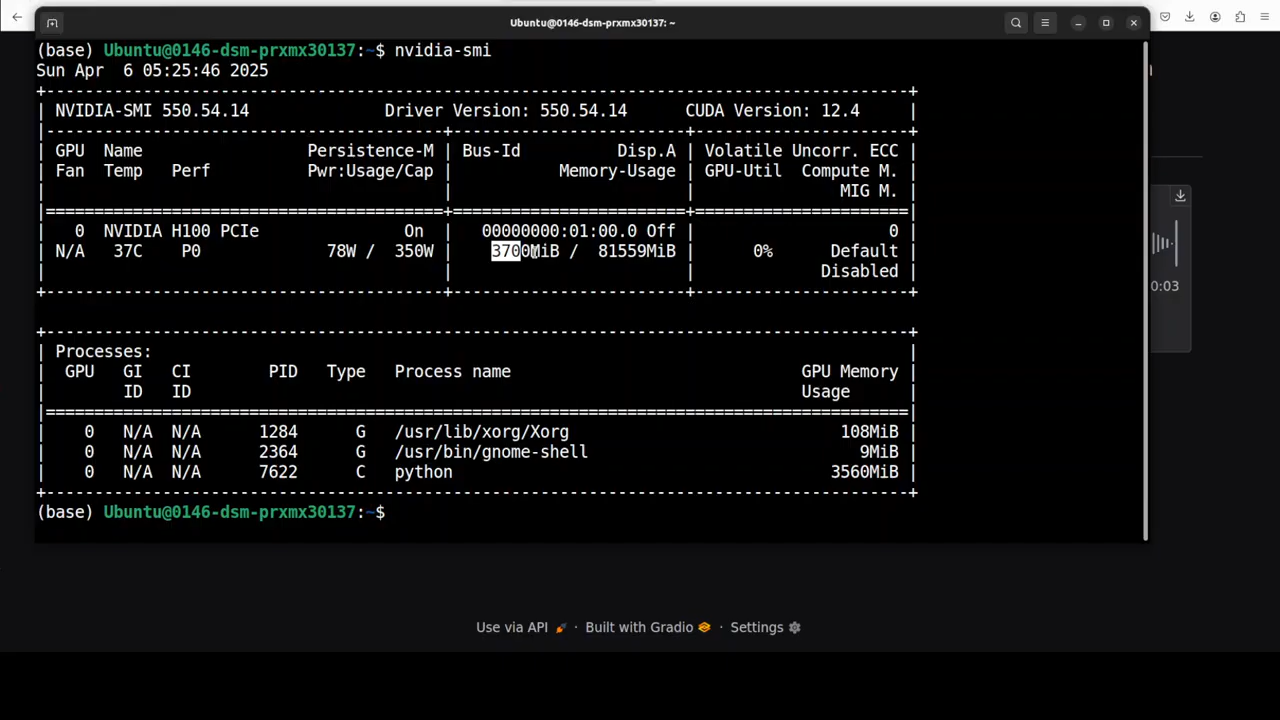 Ubuntu@0146-dsm-prxmx30137: ~
(base) Ubuntu@0146-dsm-prxmx30137:~$ nvidia-smi
Sun Apr  6 05:25:46 2025
NVIDIA-SMI 550.54.14 Driver Version: 550.54.14 CUDA Version: 12.4
GPU Name Persistence-M | Bus-Id Disp.A | Volatile Uncorr. ECC
Fan Temp Perf Pwr:Usage/Cap | Memory-Usage | GPU-Util Compute M.
MIG M.
0 NVIDIA H100 PCIe On | 00000000:01:00.0 Off | 0
N/A 37C P0 78W / 350W | 3700MiB / 81559MiB | 0% Default
Disabled
Processes:
GPU GI CI PID Type Process name GPU Memory
ID ID Usage
0 N/A N/A 1284 G /usr/lib/xorg/Xorg 108MiB
0 N/A N/A 2364 G /usr/bin/gnome-shell 9MiB
0 N/A N/A 7622 C python 3560MiB
(base) Ubuntu@0146-dsm-prxmx30137:~$
0:03
Use via API · Built with Gradio · Settings